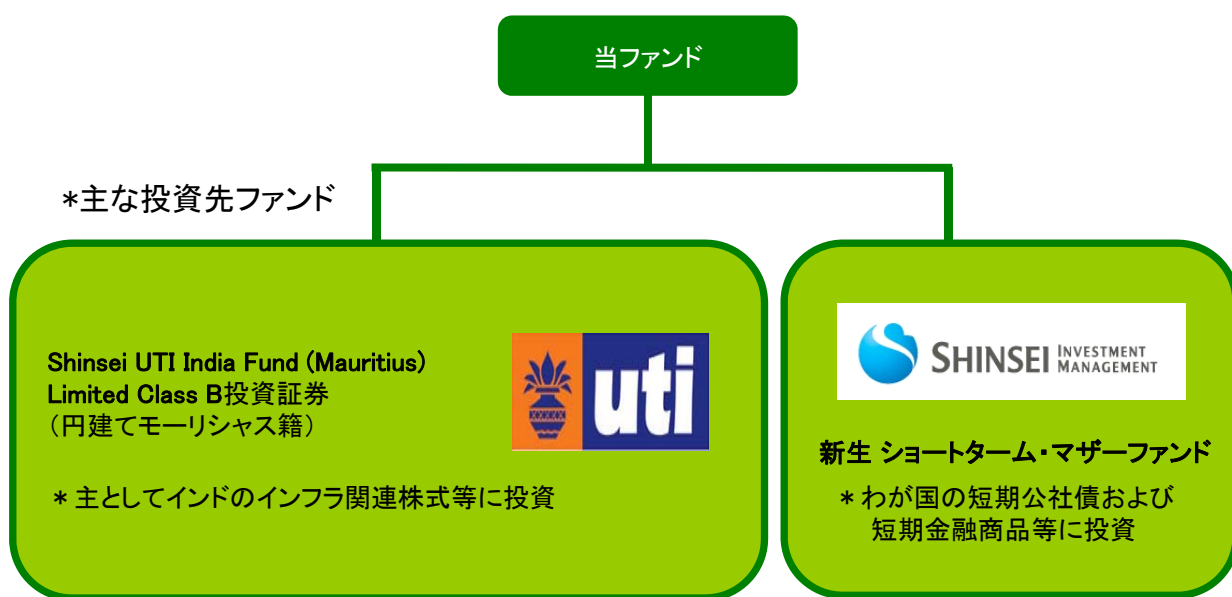 当ファンド
*主な投資先ファンド
Shinsei UTI India Fund (Mauritius)
Limited Class B投資証券
（円建てモーリシャス籍）
uti
* 主としてインドのインフラ関連株式等に投資
SHINSEI INVESTMENT MANAGEMENT
新生 ショートターム・マザーファンド
* わが国の短期公社債および
短期金融商品等に投資